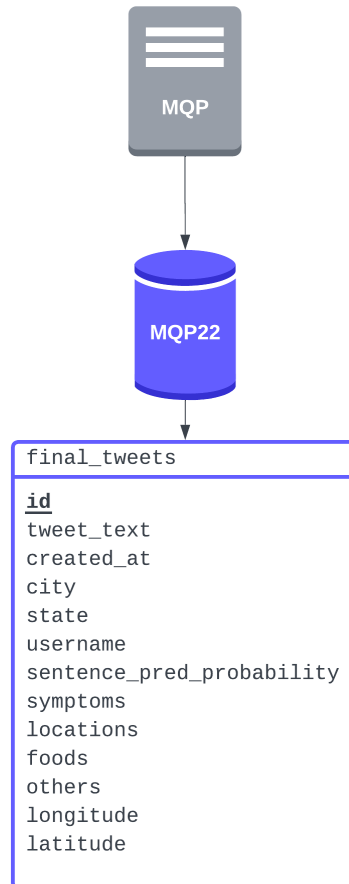 MQP
MQP22
final_tweets
id
tweet_text
created_at
city
state
username
sentence_pred_probability
symptoms
locations
foods
others
longitude
latitude